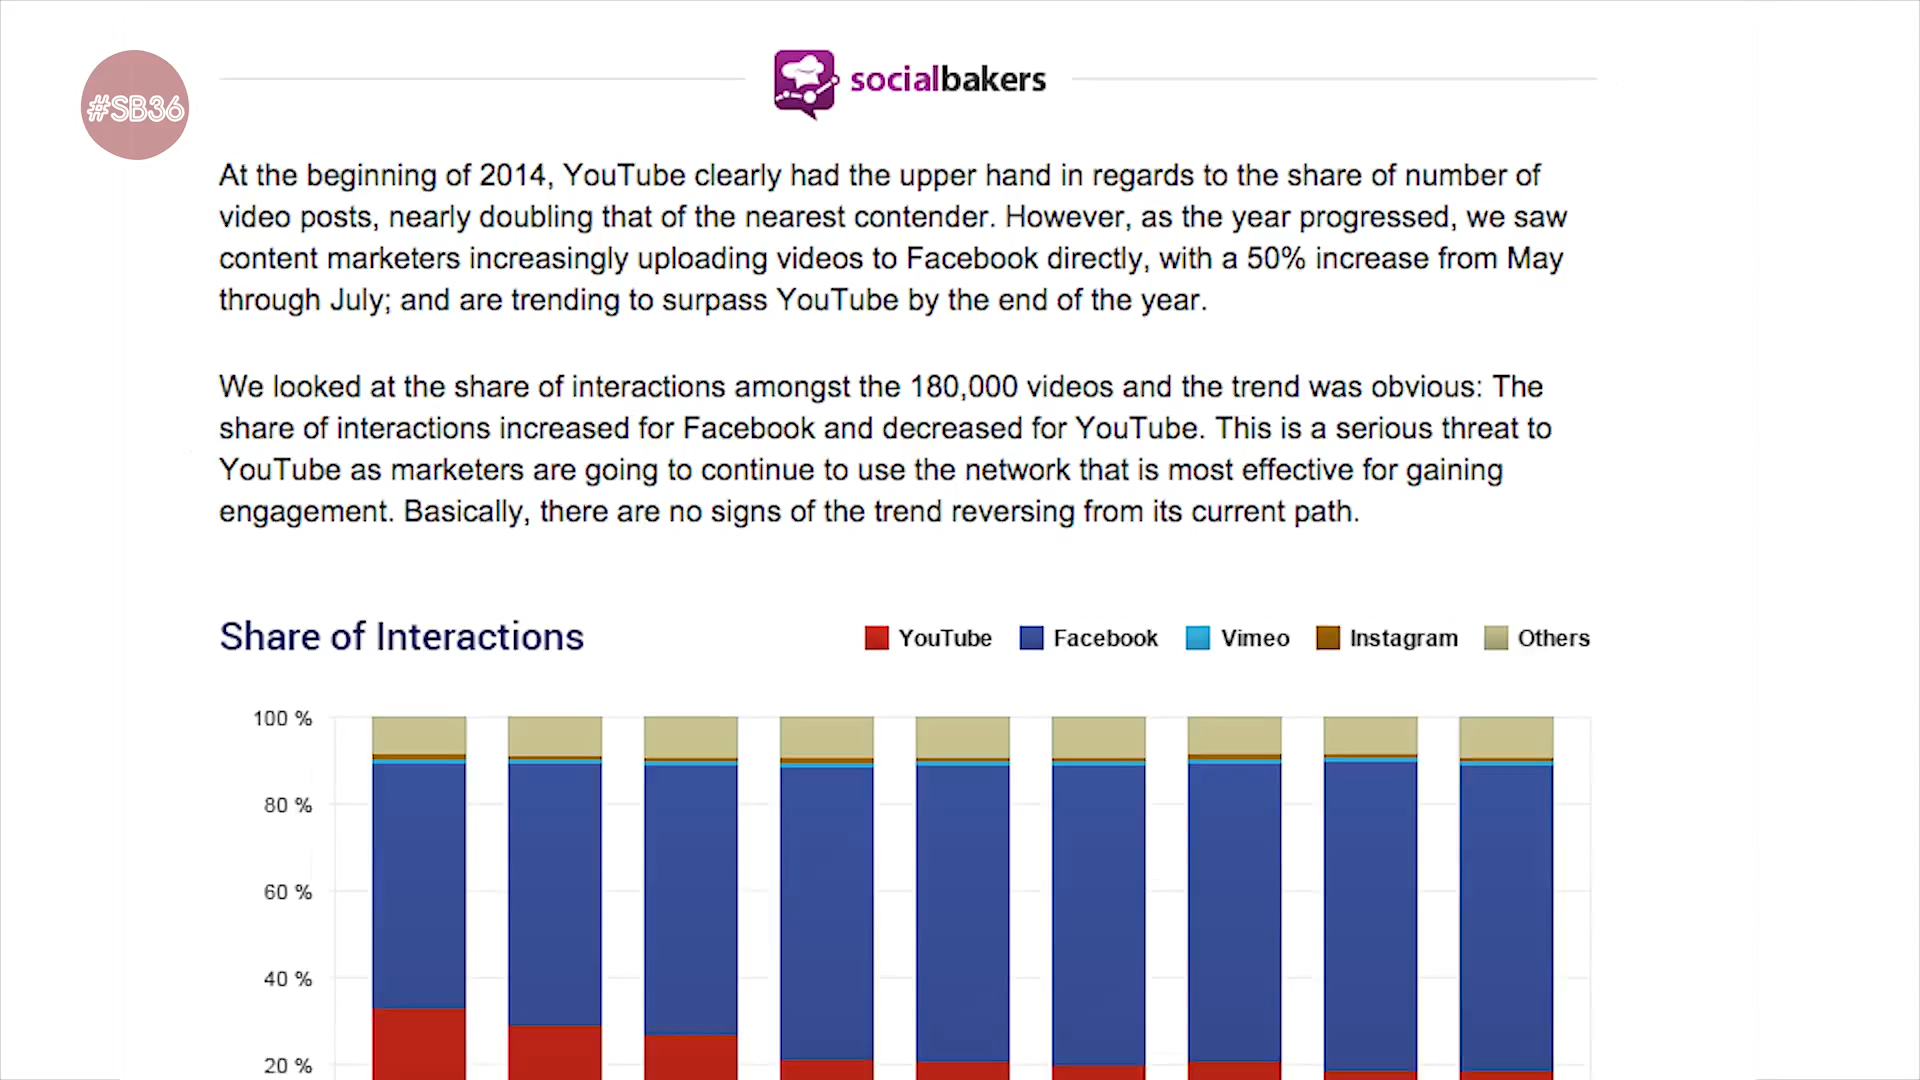 #SB36
socialbakers
At the beginning of 2014, YouTube clearly had the upper hand in regards to the share of number of
video posts, nearly doubling that of the nearest contender. However, as the year progressed, we saw
content marketers increasingly uploading videos to Facebook directly, with a 50% increase from May
through July; and are trending to surpass YouTube by the end of the year.
We looked at the share of interactions amongst the 180,000 videos and the trend was obvious: The
share of interactions increased for Facebook and decreased for YouTube. This is a serious threat to
YouTube as marketers are going to continue to use the network that is most effective for gaining
engagement. Basically, there are no signs of the trend reversing from its current path.
Share of Interactions
YouTube Facebook Vimeo Instagram Others
100 %
80 %
60 %
40 %
20 %